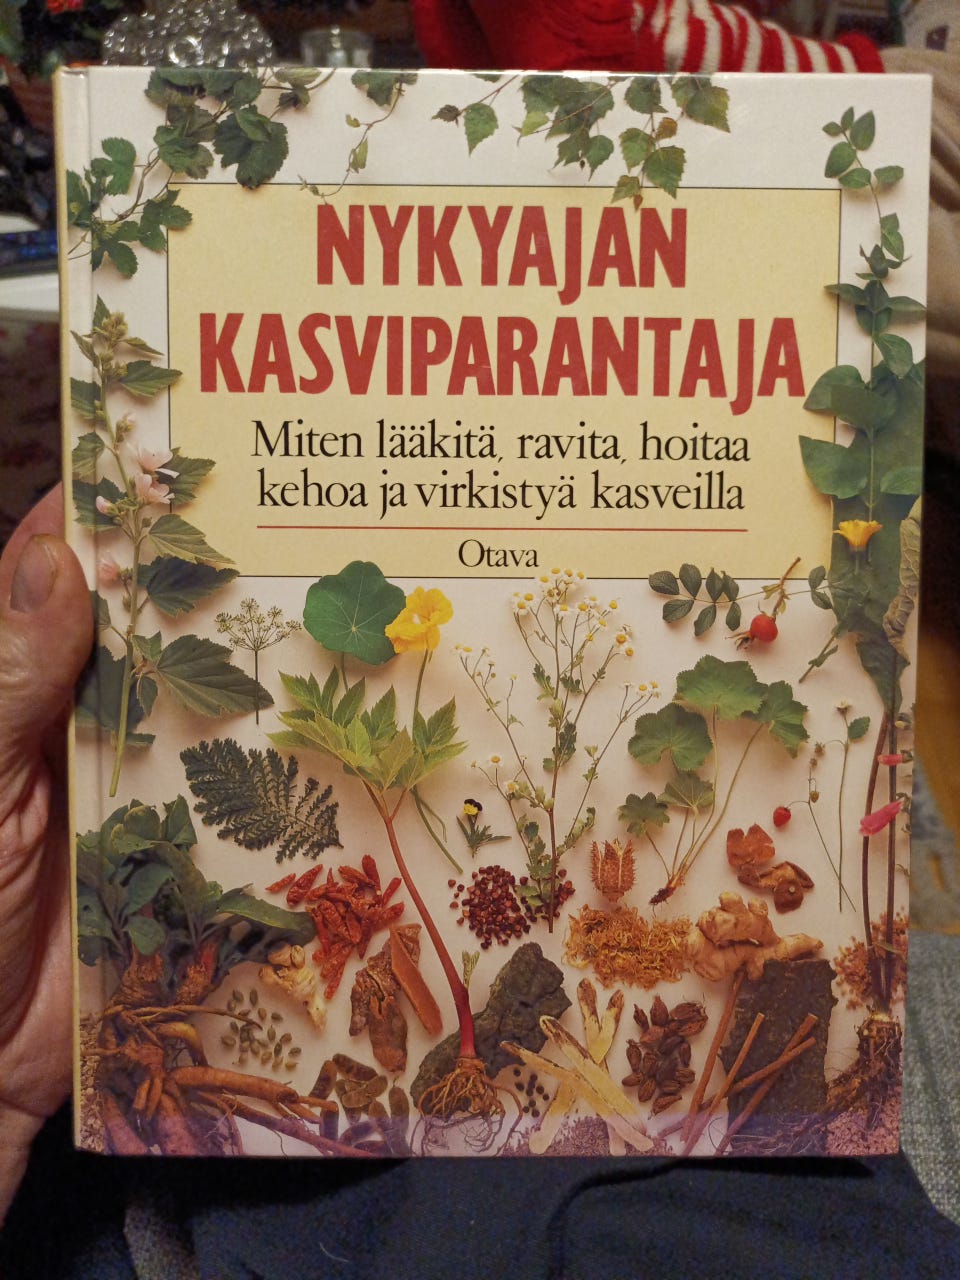 NYKYAJAN
KASVIPARANTAJA
Miten lääkitä, ravita, hoitaa
kehoa ja virkistyä kasveilla
Otava